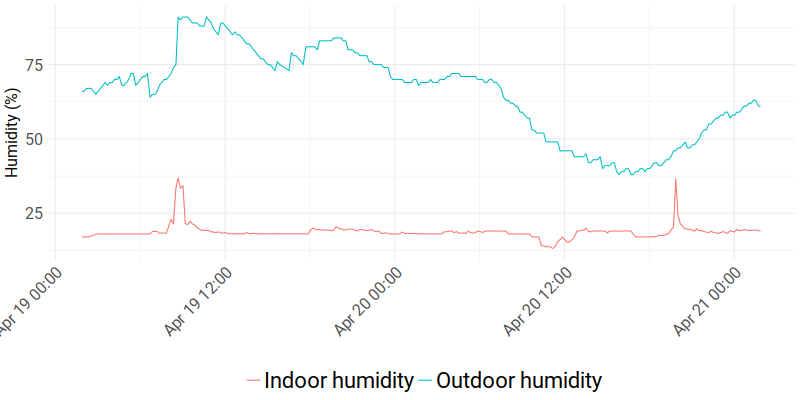 Humidity (%)
75
50
25
Apr 19 00:00
Apr 19 12:00
Apr 20 00:00
Apr 20 12:00
Apr 21 00:00
Indoor humidity
Outdoor humidity